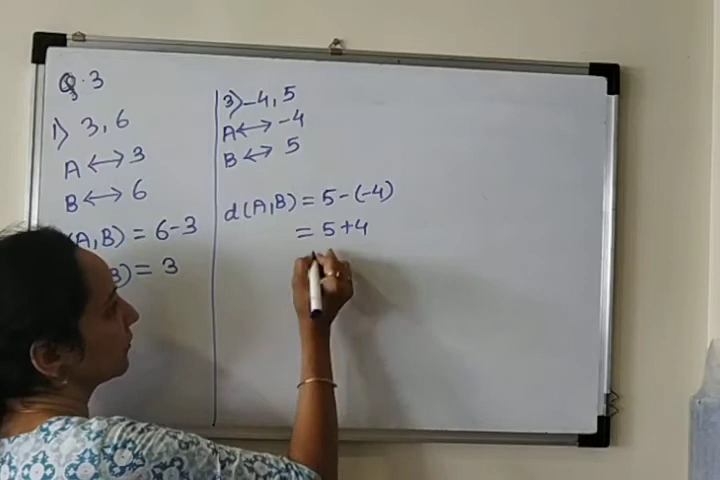 Q.3
1) 3, 6
A ↔ 3
B ↔ 6
(A,B) = 6-3
B) = 3
3) -4, 5
A ↔ -4
B ↔ 5
d(A,B) = 5-(-4)
= 5+4